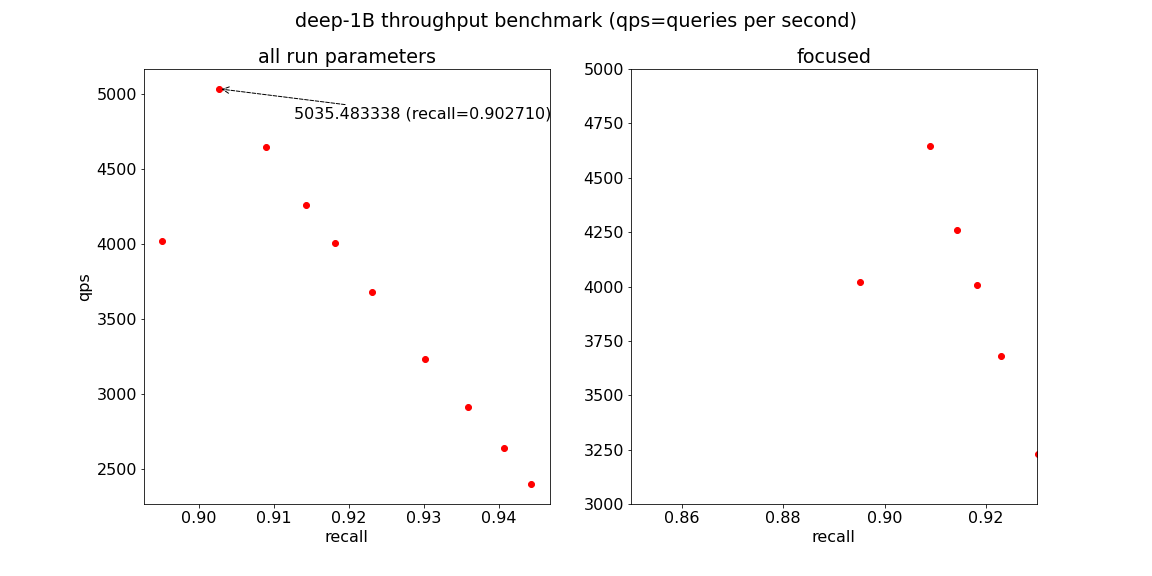 deep-1B throughput benchmark (qps=queries per second)
all run parameters
5000
4500
4000
3500
3000
2500
qps
5035.483338 (recall=0.902710)
0.90 0.91 0.92 0.93 0.94
recall
focused
5000
4750
4500
4250
4000
3750
3500
3250
3000
0.86 0.88 0.90 0.92
recall